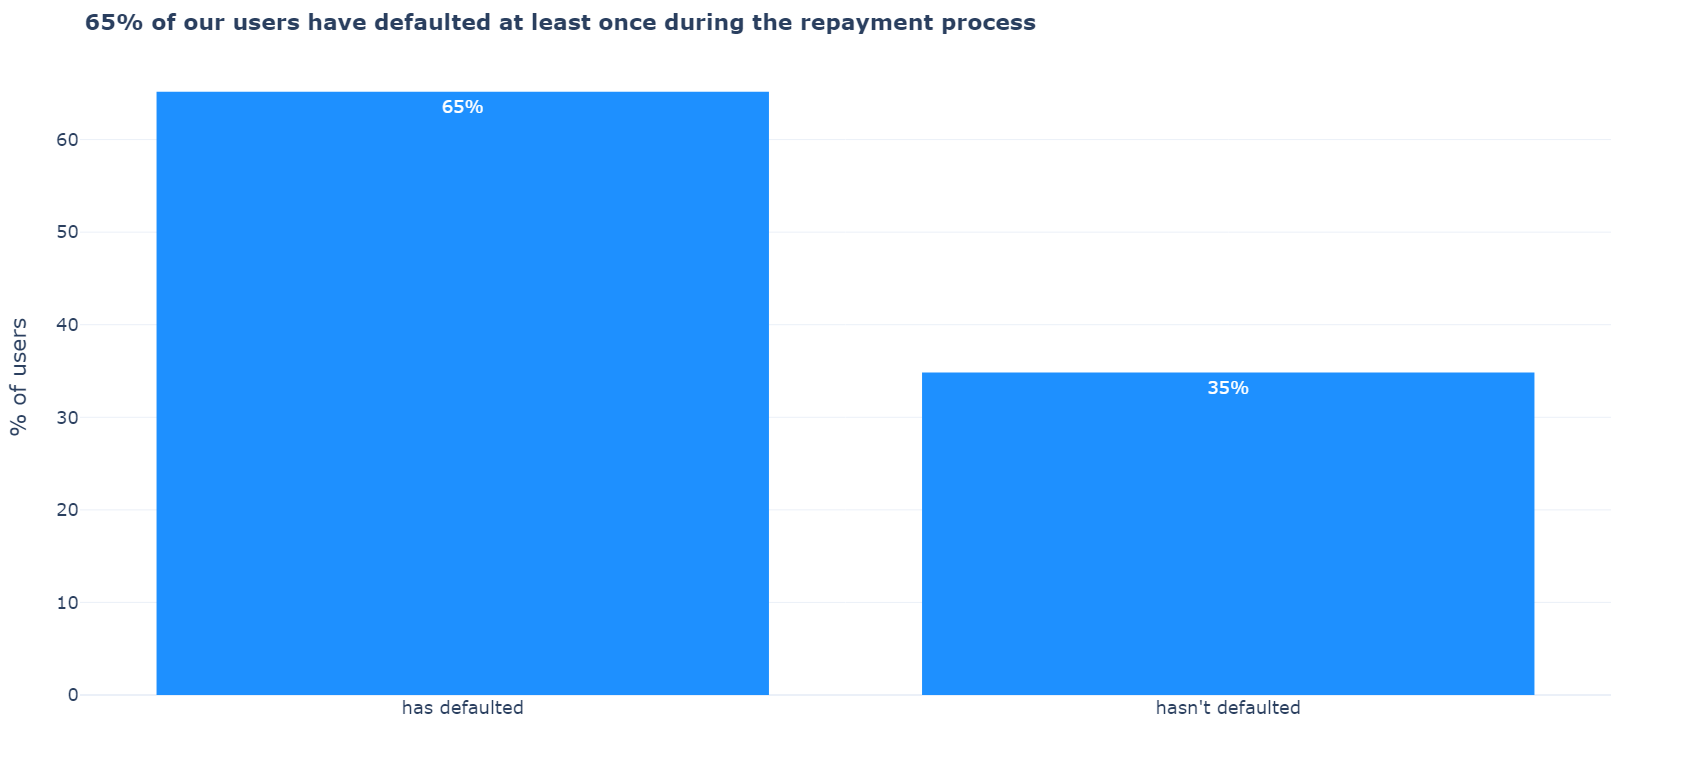 65% of our users have defaulted at least once during the repayment process
65%
60
50
40
35%
30
20
10
0
% of users
has defaulted
hasn't defaulted